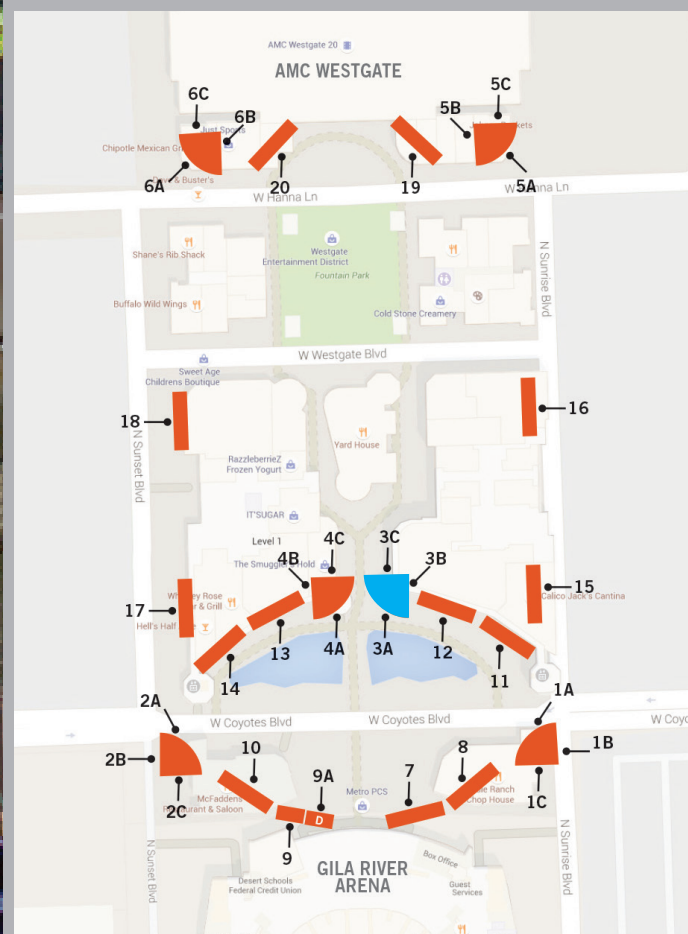 AMC Westgate 20
AMC WESTGATE
6C
6B
5B
5C
Just Sports
Chipotle Mexican
6A
20
19
5A
W Hanna Ln
Shane's Rib Shack
Westgate
Entertainment District
Fountain Park
Buffalo Wild Wings
Cold Stone Creamery
N Sunrise Blvd
W Westgate Blvd
Sweet Age
Childrens Boutique
18
16
Yard House
RazzleberrieZ
Frozen Yogurt
N Sunset Blvd
IT'SUGAR
Level 1
4C
3C
4B
3B
The Smuggler's Hold
15
Calico Jack's Cantina
17
Hell's Half
14
13
4A
3A
12
11
2A
1A
W Coyotes Blvd
W Coyotes Blvd
W Coyo
2B
1B
10
8
9A
7
Metro PCS
McFaddens
Restaurant & Saloon
2C
D
Chop House
1C
9
N Sunset Blvd
N Sunrise Blvd
GILA RIVER
ARENA
Box Office
Desert Schools
Federal Credit Union
Guest
Services